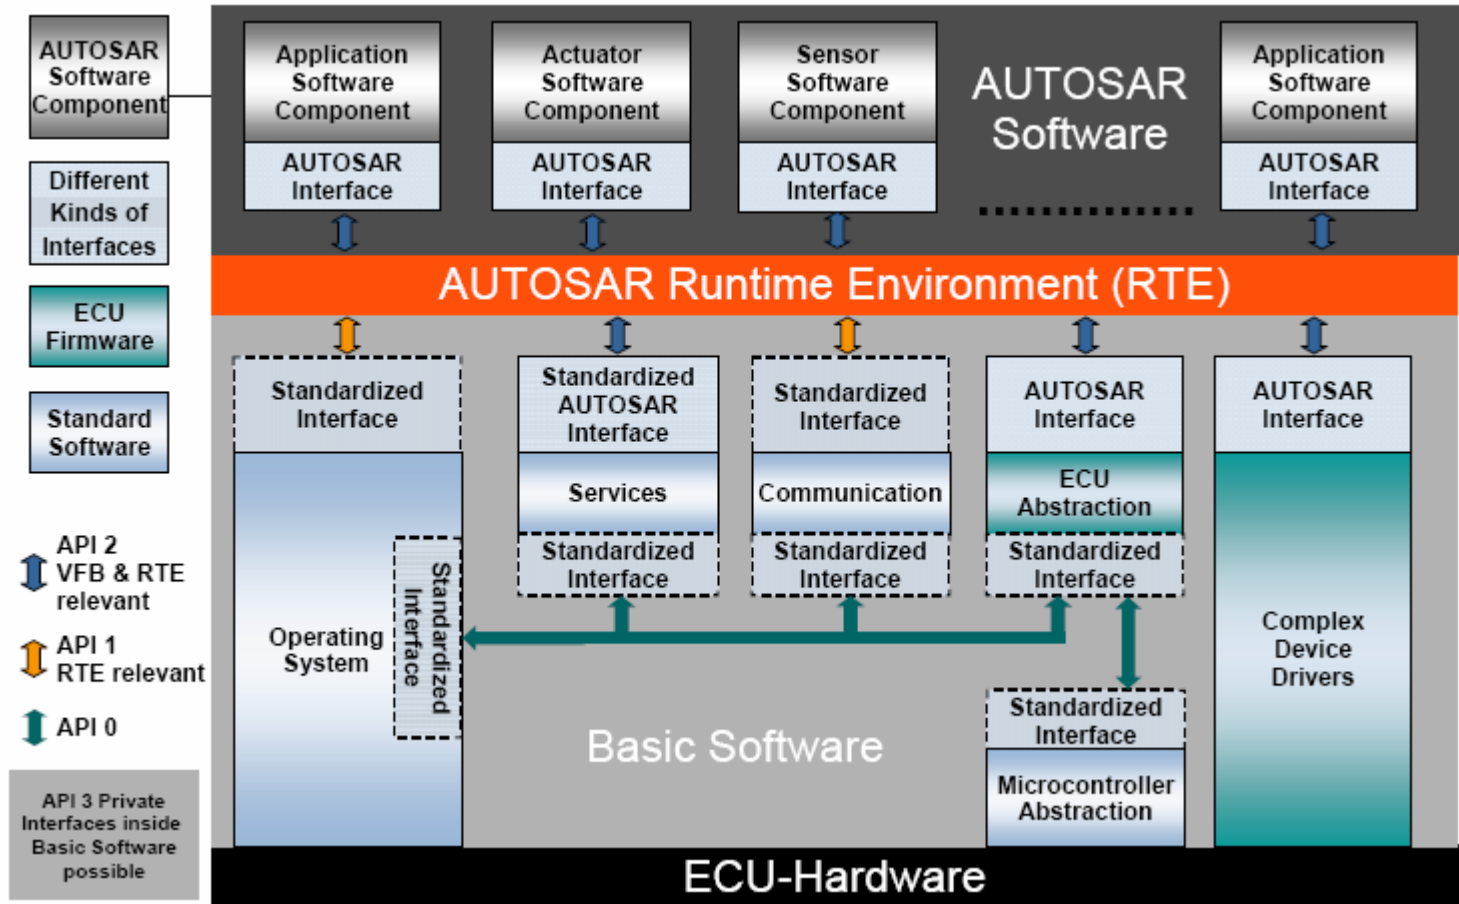 AUTOSAR
Software
Component
Different
Kinds of
Interfaces
ECU
Firmware
Standard
Software
API 2
VFB & RTE
relevant
API 1
RTE relevant
API 0
API 3 Private
Interfaces inside
Basic Software
possible
Application
Software
Component
AUTOSAR
Interface
Actuator
Software
Component
AUTOSAR
Interface
Sensor
Software
Component
AUTOSAR
Interface
AUTOSAR
Software
Application
Software
Component
AUTOSAR
Interface
AUTOSAR Runtime Environment (RTE)
Standardized
Interface
Operating
System
Standardized
Interface
Standardized
AUTOSAR
Interface
Services
Standardized
Interface
Standardized
Interface
Communication
Standardized
Interface
AUTOSAR
Interface
ECU
Abstraction
Standardized
Interface
Standardized
Interface
Microcontroller
Abstraction
AUTOSAR
Interface
Complex
Device
Drivers
Basic Software
ECU-Hardware